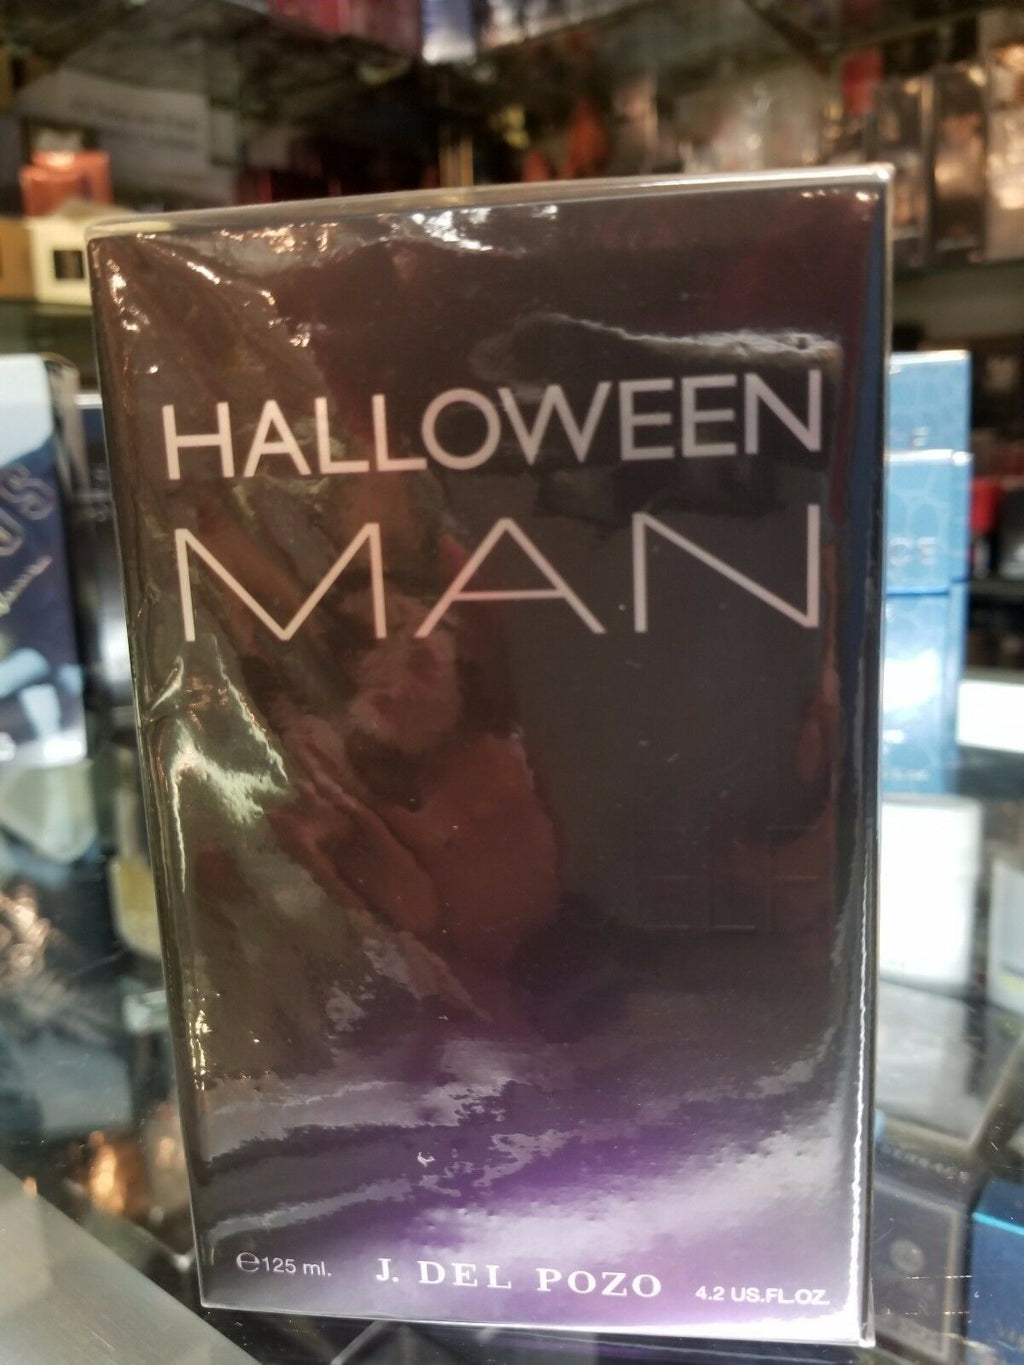 HALLOWEEN
MAN
℮125 ml. J. DEL POZO 4.2 US.FL.OZ.